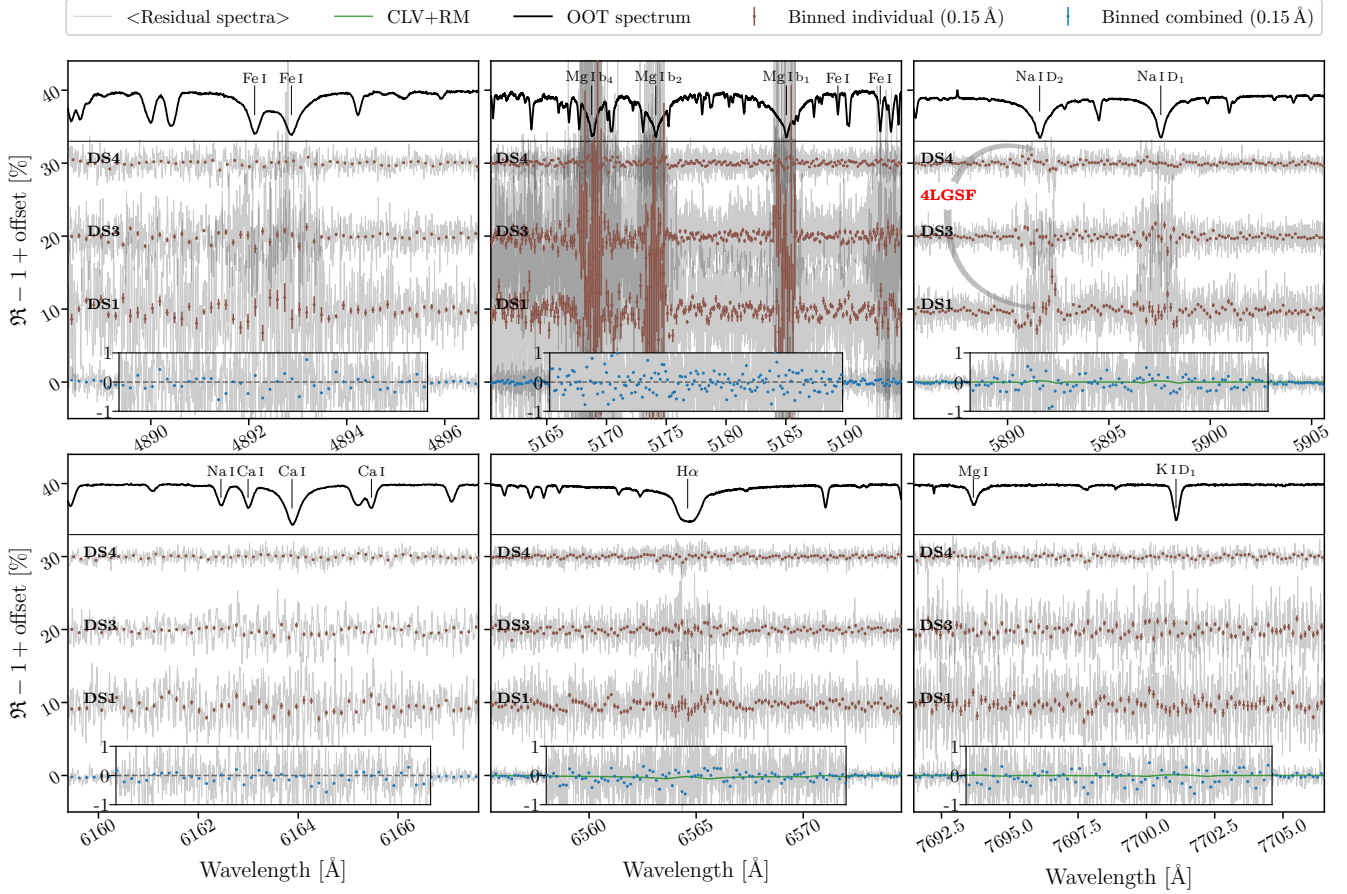 <Residual spectra> CLV+RM OOT spectrum Binned individual (0.15 Å) Binned combined (0.15 Å)
Fe I Fe I
Mg I b4 Mg I b2 Mg I b1 Fe I Fe I
Na I D2 Na I D1
ℜ − 1 + offset [%]
40
30
20
10
0
DS4
DS3
DS1
1
0
-1
4890 4892 4894 4896
DS4
DS3
DS1
1
0
-1
5165 5170 5175 5180 5185 5190
DS4
4LGSF
DS3
DS1
1
0
-1
5890 5895 5900 5905
Na I Ca I Ca I Ca I
Hα
Mg I K I D1
ℜ − 1 + offset [%]
40
30
20
10
0
DS4
DS3
DS1
1
0
-1
6160 6162 6164 6166
Wavelength [Å]
DS4
DS3
DS1
1
0
-1
6560 6565 6570
Wavelength [Å]
DS4
DS3
DS1
1
0
-1
7692.5 7695.0 7697.5 7700.0 7702.5 7705.0
Wavelength [Å]